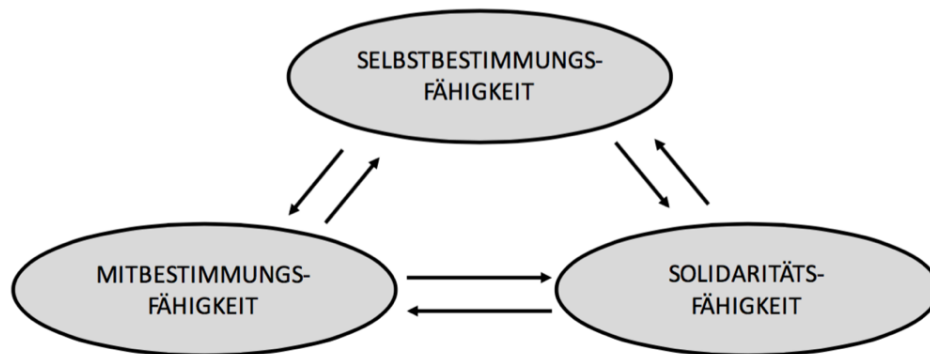 SELBSTBESTIMMUNGS-
FÄHIGKEIT
MITBESTIMMUNGS-
FÄHIGKEIT
SOLIDARITÄTS-
FÄHIGKEIT